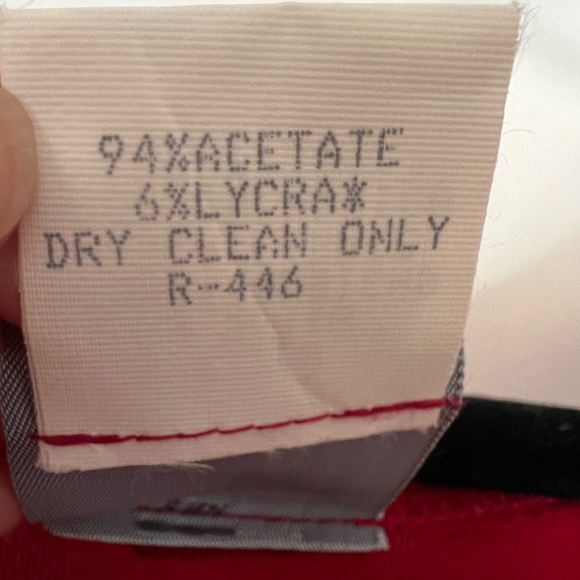 94%ACETATE
6%LYCRA*
DRY CLEAN ONLY
R-446